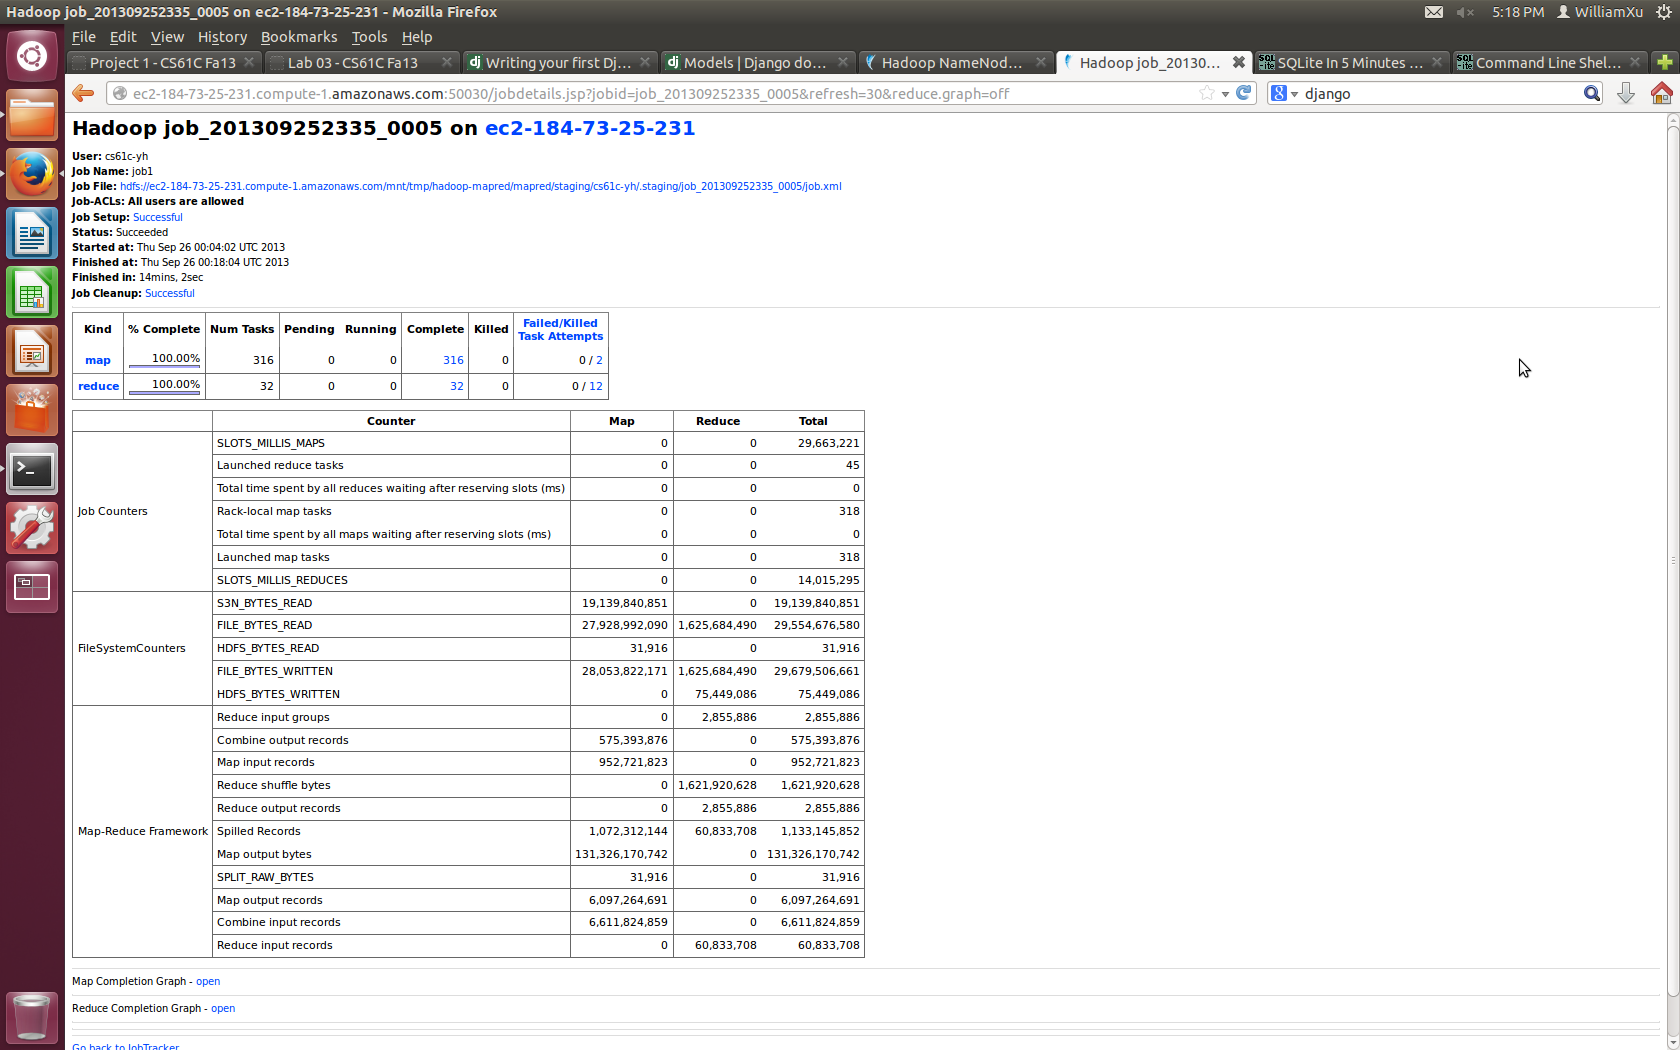 Hadoop job_201309252335_0005 on ec2-184-73-25-231 - Mozilla Firefox
5:18 PM WilliamXu
File Edit View History Bookmarks Tools Help
Project 1 - CS61C Fa13
Lab 03 - CS61C Fa13
dj Writing your first Dj...
dj Models | Django do...
Hadoop NameNod...
Hadoop job_20130...
SQLite In 5 Minutes ...
Command Line Shel...
ec2-184-73-25-231.compute-1.amazonaws.com:50030/jobdetails.jsp?jobid=job_201309252335_0005&refresh=30&reduce.graph=off
8 django
Hadoop job_201309252335_0005 on ec2-184-73-25-231
User: cs61c-yh
Job Name: job1
Job File: hdfs://ec2-184-73-25-231.compute-1.amazonaws.com/mnt/tmp/hadoop-mapred/mapred/staging/cs61c-yh/.staging/job_201309252335_0005/job.xml
Job-ACLs: All users are allowed
Job Setup: Successful
Status: Succeeded
Started at: Thu Sep 26 00:04:02 UTC 2013
Finished at: Thu Sep 26 00:18:04 UTC 2013
Finished in: 14mins, 2sec
Job Cleanup: Successful
Kind % Complete Num Tasks Pending Running Complete Killed Failed/Killed Task Attempts
map 100.00% 316 0 0 316 0 0 / 2
reduce 100.00% 32 0 0 32 0 0 / 12
Counter Map Reduce Total
Job Counters
SLOTS_MILLIS_MAPS 0 0 29,663,221
Launched reduce tasks 0 0 45
Total time spent by all reduces waiting after reserving slots (ms) 0 0 0
Rack-local map tasks 0 0 318
Total time spent by all maps waiting after reserving slots (ms) 0 0 0
Launched map tasks 0 0 318
SLOTS_MILLIS_REDUCES 0 0 14,015,295
FileSystemCounters
S3N_BYTES_READ 19,139,840,851 0 19,139,840,851
FILE_BYTES_READ 27,928,992,090 1,625,684,490 29,554,676,580
HDFS_BYTES_READ 31,916 0 31,916
FILE_BYTES_WRITTEN 28,053,822,171 1,625,684,490 29,679,506,661
HDFS_BYTES_WRITTEN 0 75,449,086 75,449,086
Map-Reduce Framework
Reduce input groups 0 2,855,886 2,855,886
Combine output records 575,393,876 0 575,393,876
Map input records 952,721,823 0 952,721,823
Reduce shuffle bytes 0 1,621,920,628 1,621,920,628
Reduce output records 0 2,855,886 2,855,886
Spilled Records 1,072,312,144 60,833,708 1,133,145,852
Map output bytes 131,326,170,742 0 131,326,170,742
SPLIT_RAW_BYTES 31,916 0 31,916
Map output records 6,097,264,691 0 6,097,264,691
Combine input records 6,611,824,859 0 6,611,824,859
Reduce input records 0 60,833,708 60,833,708
Map Completion Graph - open
Reduce Completion Graph - open
Go back to JobTracker